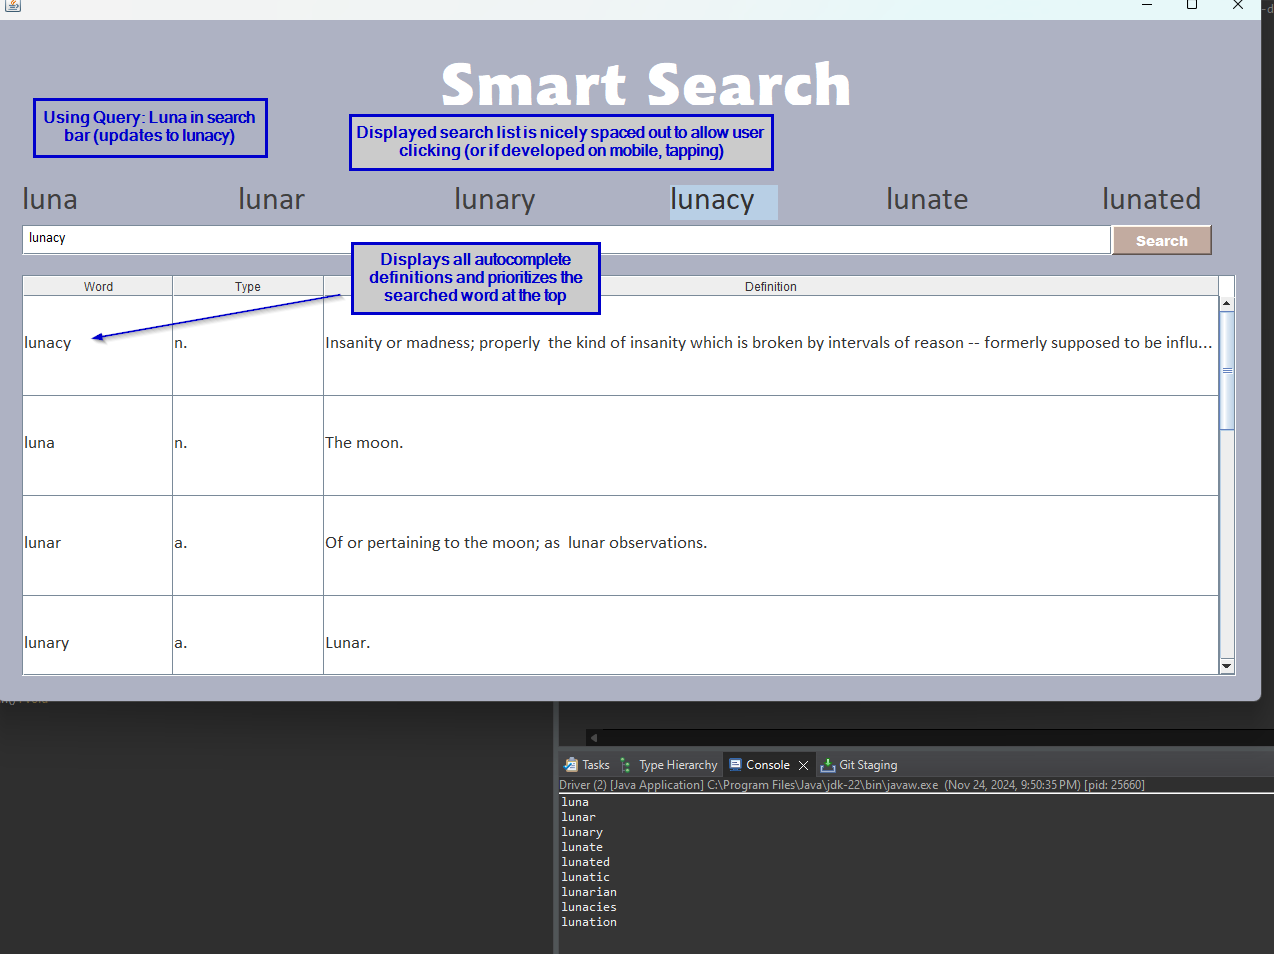 Smart Search
Using Query: Luna in search
bar (updates to lunacy)
Displayed search list is nicely spaced out to allow user
clicking (or if developed on mobile, tapping)
luna lunar lunary lunacy lunate lunated
lunacy Search
Displays all autocomplete
definitions and prioritizes the
searched word at the top
Word Type Definition
lunacy n. Insanity or madness; properly  the kind of insanity which is broken by intervals of reason -- formerly supposed to be influ...
luna n. The moon.
lunar a. Of or pertaining to the moon; as  lunar observations.
lunary a. Lunar.
Tasks Type Hierarchy Console Git Staging
Driver (2) [Java Application] C:\Program Files\Java\jdk-22\bin\javaw.exe  (Nov 24, 2024, 9:50:35 PM) [pid: 25660]
luna
lunar
lunary
lunate
lunated
lunatic
lunarian
lunacies
lunation